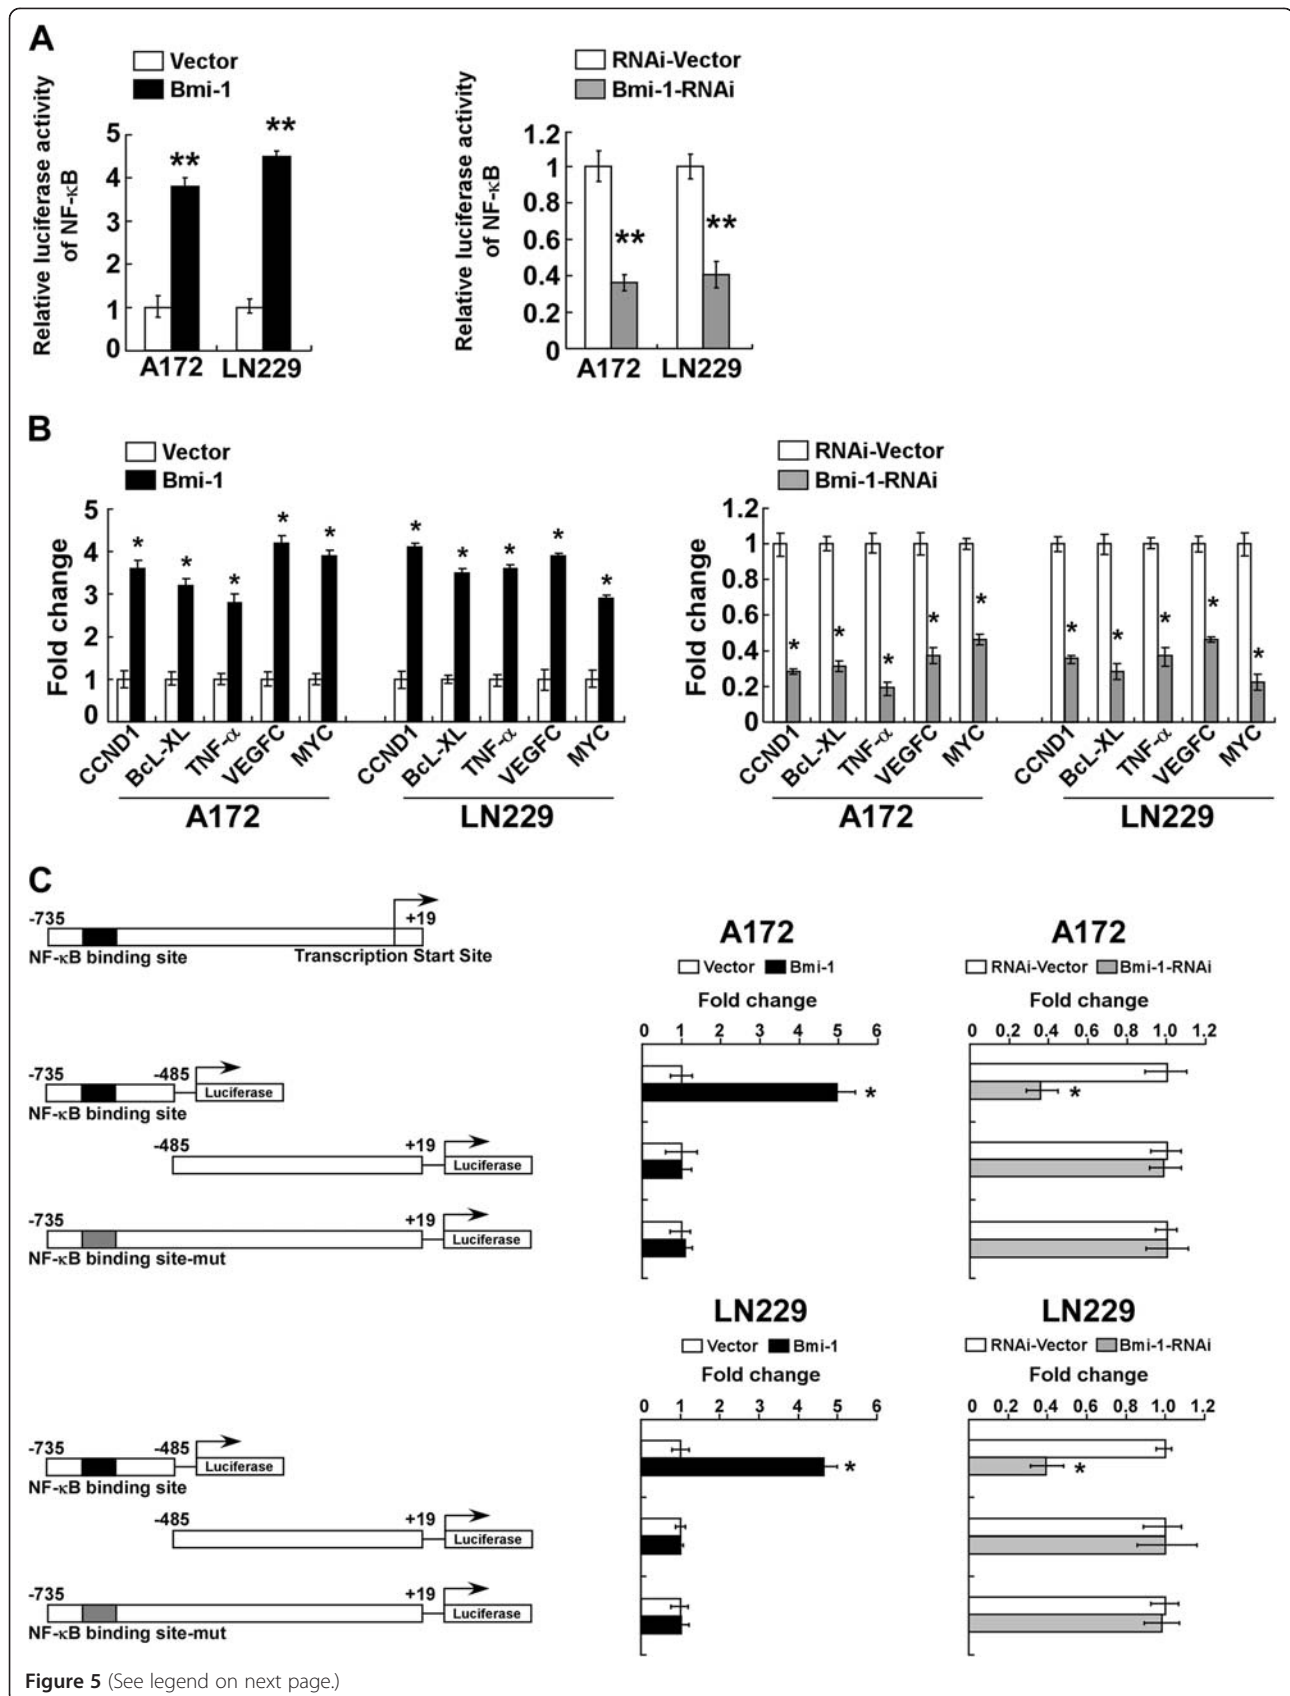 A
Vector
Bmi-1
Relative luciferase activity
of NF-κB
5
4
3
2
1
0
**
**
A172
LN229
RNAi-Vector
Bmi-1-RNAi
Relative luciferase activity
of NF-κB
1.2
1
0.8
0.6
0.4
0.2
0
**
**
A172
LN229
B
Vector
Bmi-1
Fold change
5
4
3
2
1
0
* * * * * * * * * *
CCND1 BcL-XL TNF-α VEGFC MYC CCND1 BcL-XL TNF-α VEGFC MYC
A172 LN229
RNAi-Vector
Bmi-1-RNAi
Fold change
1.2
1
0.8
0.6
0.4
0.2
0
* * * * * * * * * *
CCND1 BcL-XL TNF-α VEGFC MYC CCND1 BcL-XL TNF-α VEGFC MYC
A172 LN229
C
-735 +19
NF-κB binding site Transcription Start Site
-735 -485
Luciferase
NF-κB binding site
-485 +19
Luciferase
-735 +19
Luciferase
NF-κB binding site-mut
A172
Vector Bmi-1
Fold change
0 1 2 3 4 5 6
*
A172
RNAi-Vector Bmi-1-RNAi
Fold change
0 0.2 0.4 0.6 0.8 1.0 1.2
*
-735 -485
Luciferase
NF-κB binding site
-485 +19
Luciferase
-735 +19
Luciferase
NF-κB binding site-mut
LN229
Vector Bmi-1
Fold change
0 1 2 3 4 5 6
*
LN229
RNAi-Vector Bmi-1-RNAi
Fold change
0 0.2 0.4 0.6 0.8 1.0 1.2
*
Figure 5 (See legend on next page.)